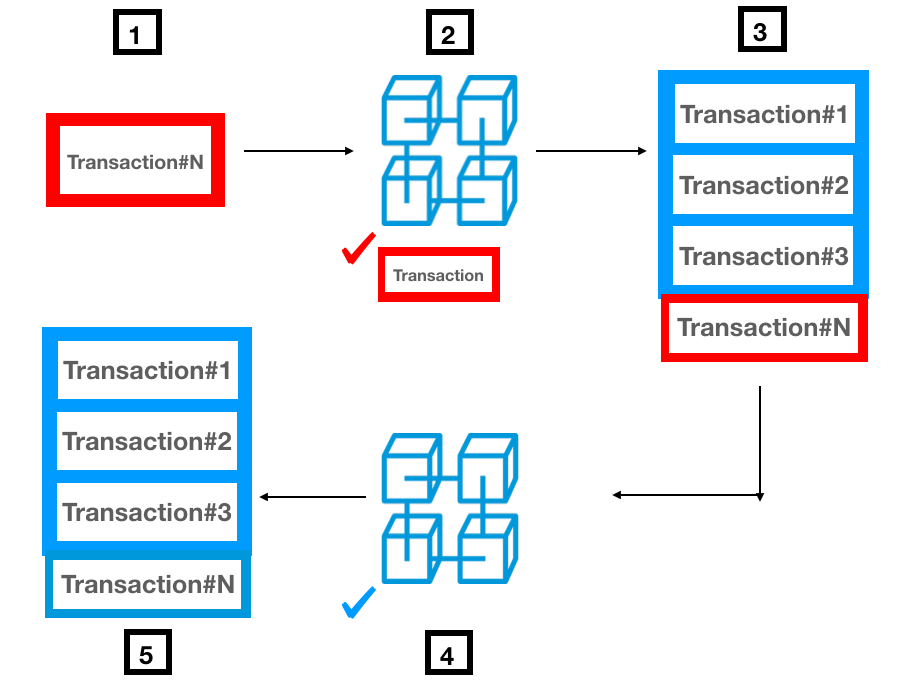 1
2
3
Transaction#N
Transaction
Transaction#1
Transaction#2
Transaction#3
Transaction#N
Transaction#1
Transaction#2
Transaction#3
Transaction#N
5
4